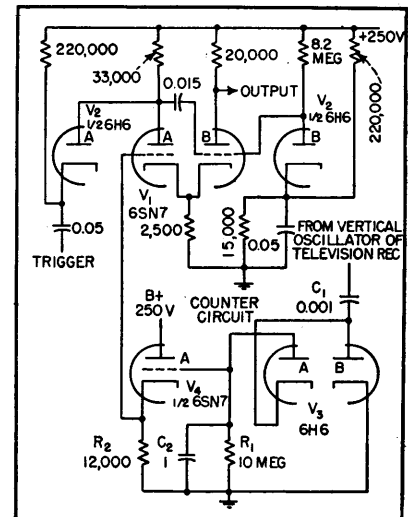 +250V
220,000
20,000
8.2
MEG
33,000
0.015
220,000
OUTPUT
V2
1/2 6H6
A
A
B
V2
1/2 6H6
B
V1
6SN7
2,500
15,000
0.05
0.05
TRIGGER
FROM VERTICAL
OSCILLATOR OF
TELEVISION REC
COUNTER
CIRCUIT
B+
250V
C1
0.001
A
V4
1/2 6SN7
A
B
V3
6H6
R2
12,000
C2
1
R1
10 MEG